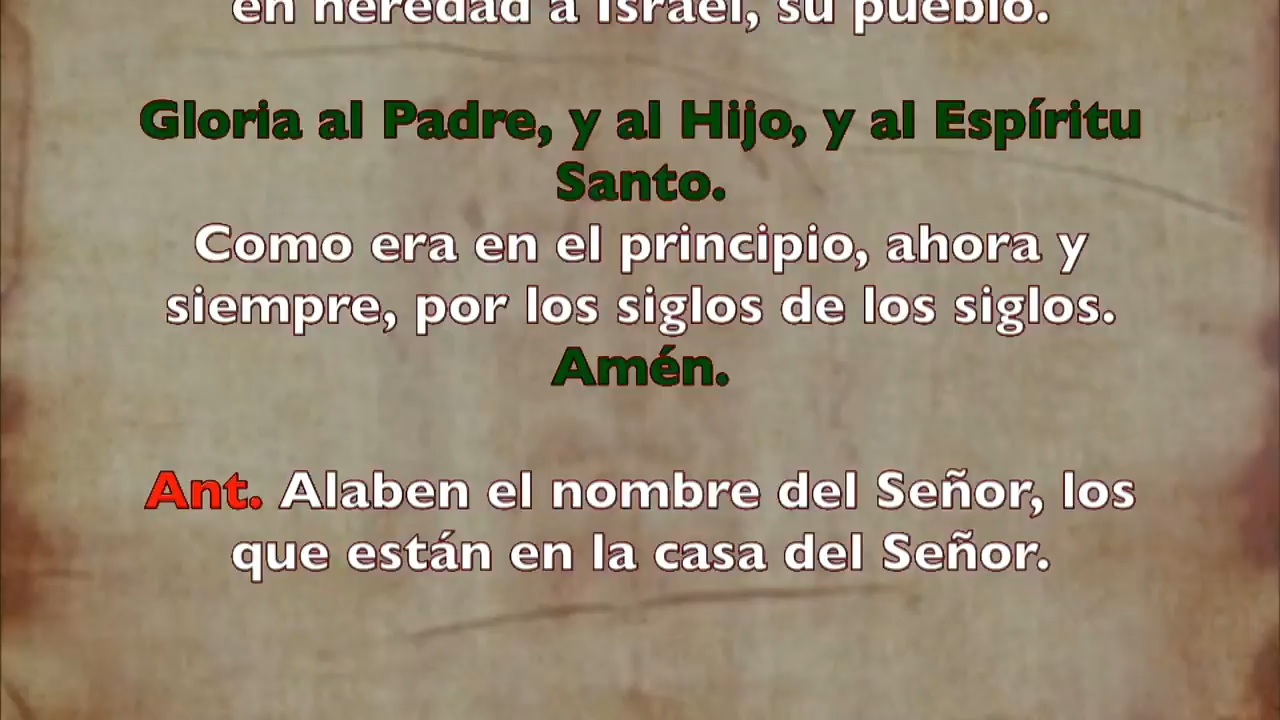 en heredad a Israel, su pueblo.
Gloria al Padre, y al Hijo, y al Espíritu
Santo.
Como era en el principio, ahora y
siempre, por los siglos de los siglos.
Amén.
Ant. Alaben el nombre del Señor, los
que están en la casa del Señor.